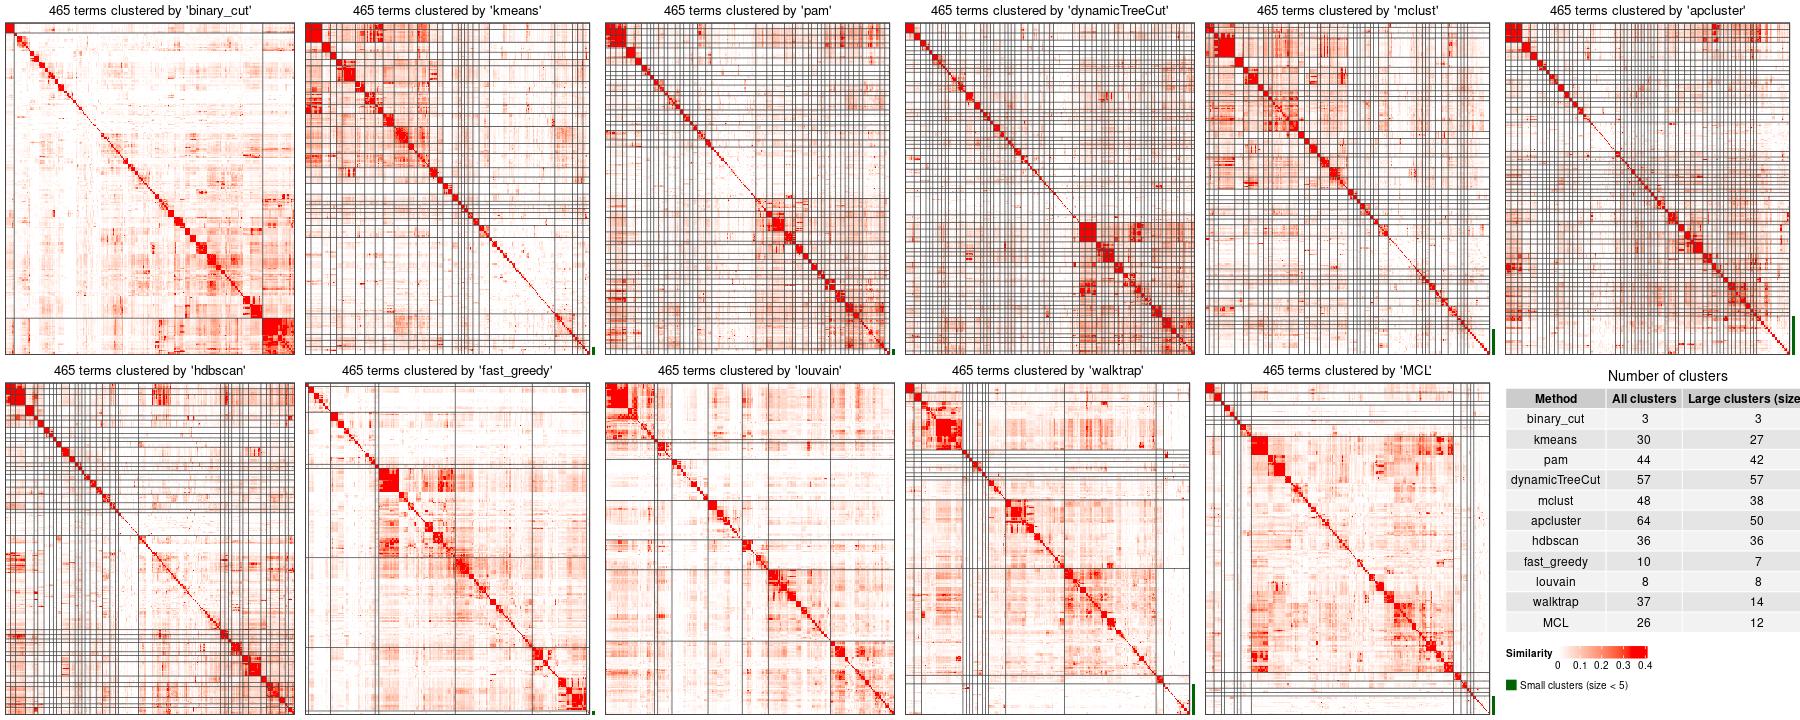 465 terms clustered by 'binary_cut'
465 terms clustered by 'kmeans'
465 terms clustered by 'pam'
465 terms clustered by 'dynamicTreeCut'
465 terms clustered by 'mclust'
465 terms clustered by 'apcluster'
465 terms clustered by 'hdbscan'
465 terms clustered by 'fast_greedy'
465 terms clustered by 'louvain'
465 terms clustered by 'walktrap'
465 terms clustered by 'MCL'
Number of clusters
Method All clusters Large clusters (size
binary_cut 3 3
kmeans 30 27
pam 44 42
dynamicTreeCut 57 57
mclust 48 38
apcluster 64 50
hdbscan 36 36
fast_greedy 10 7
louvain 8 8
walktrap 37 14
MCL 26 12
Similarity
0 0.1 0.2 0.3 0.4
Small clusters (size < 5)